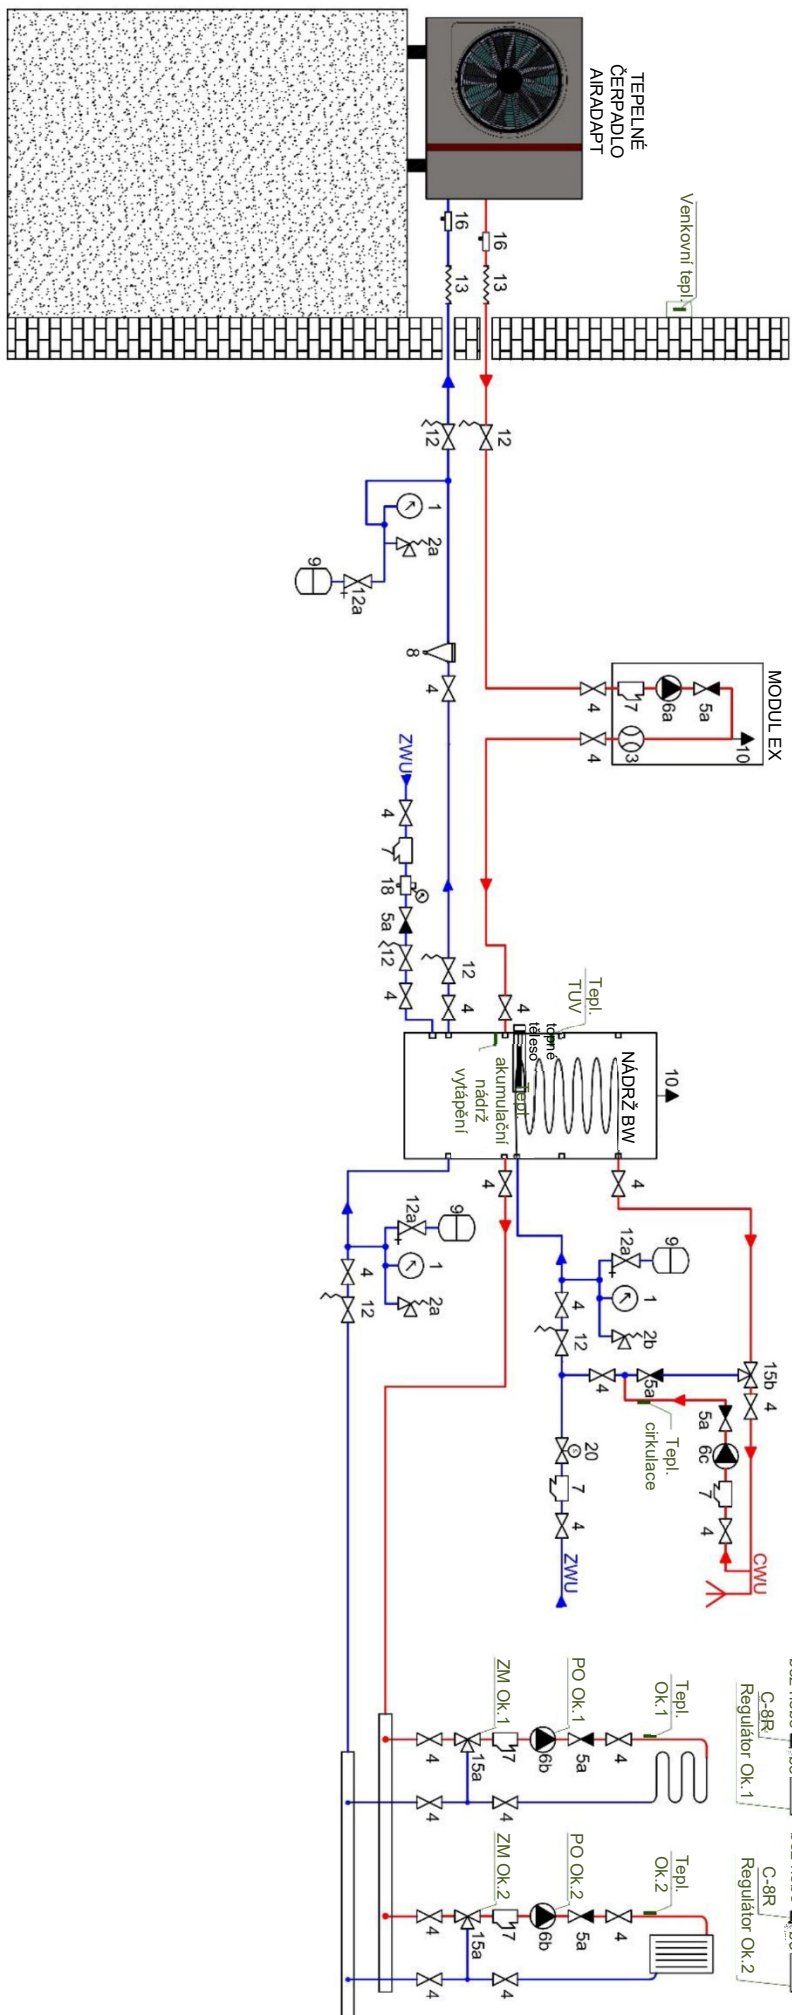 TEPELNÉ
ČERPADLO
AIRADAPT
Venkovní tepl.
16
16
13
13
12
12
1
2a
9
12a
8
4
MODUL EX
10
5a
6a
17
3
4
4
ZWU
4
7
18
5a
12
4
12
4
4
Tepl.
TUV
topné
těleso
Tepl.
akumulační
nádrž
vytápění
NÁDRŽ BW
10
4
4
12a
9
1
2a
4
12
12a
9
1
2b
4
12
15b
4
5a
4
5a
6c
7
4
Tepl.
cirkulace
20
7
4
ZWU
CWU
C-8R
Regulátor Ok.1
Tepl.
Ok.1
PO Ok.1
ZM Ok.1
4
5a
6b
17
15a
4
4
4
C-8R
Regulátor Ok.2
Tepl.
Ok.2
PO Ok.2
ZM Ok.2
4
5a
6b
17
15a
4
4
4